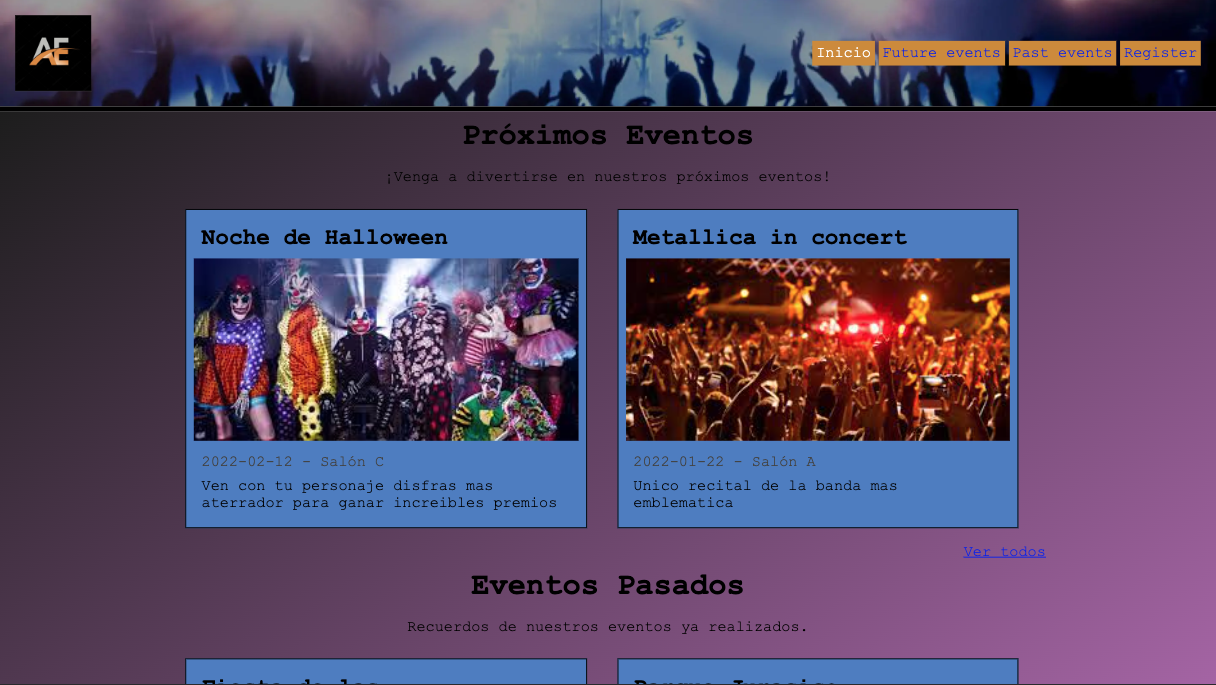 AE
Inicio Future events Past events Register
Próximos Eventos
¡Venga a divertirse en nuestros próximos eventos!
Noche de Halloween
Metallica in concert
2022-02-12 - Salón C
Ven con tu personaje disfras mas
aterrador para ganar increibles premios
2022-01-22 - Salón A
Unico recital de la banda mas
emblematica
Ver todos
Eventos Pasados
Recuerdos de nuestros eventos ya realizados.